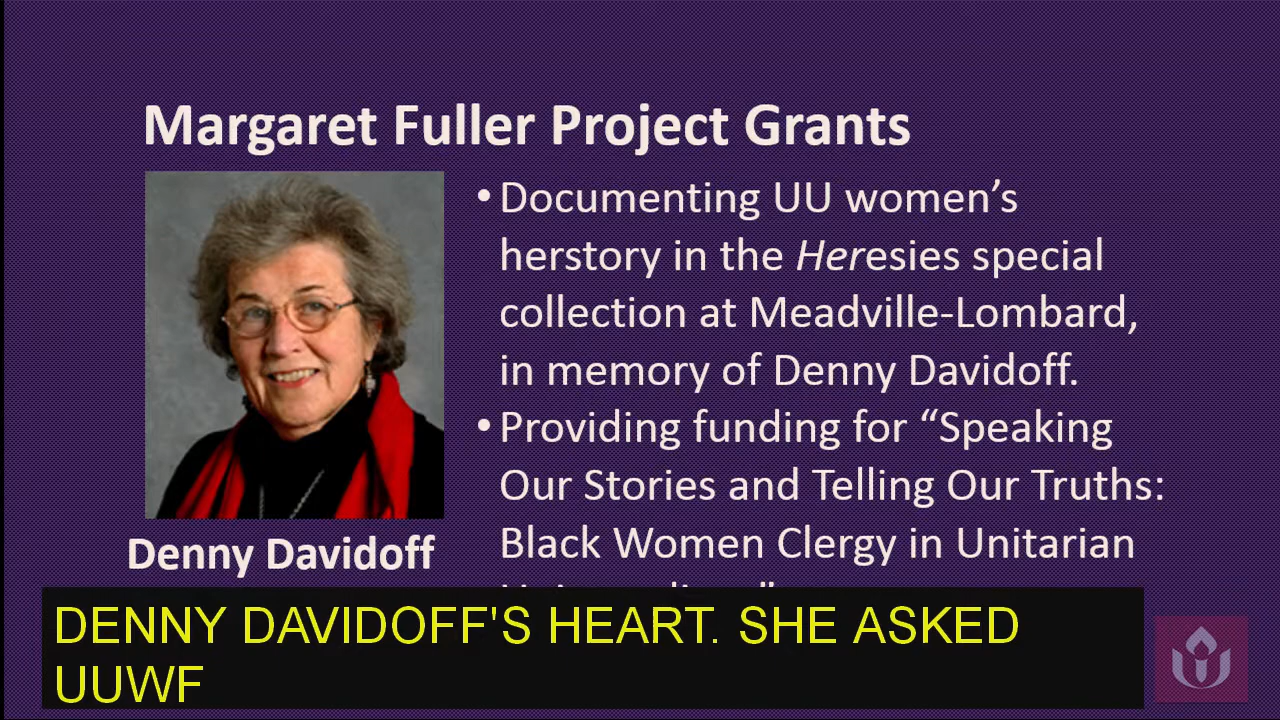 Margaret Fuller Project Grants
• Documenting UU women's
herstory in the Heresies special
collection at Meadville-Lombard,
in memory of Denny Davidoff.
• Providing funding for “Speaking
Our Stories and Telling Our Truths:
Black Women Clergy in Unitarian
Denny Davidoff
DENNY DAVIDOFF'S HEART. SHE ASKED
UUWF